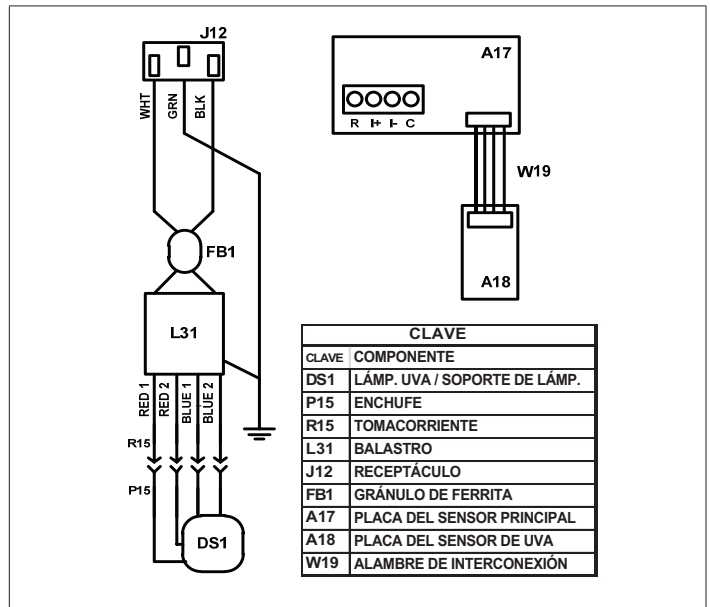 J12
WHT
GRN
BLK
FB1
L31
RED 1
RED 2
BLUE 1
BLUE 2
R15
P15
DS1
A17
R I+ I- C
W19
A18
CLAVE
CLAVE COMPONENTE
DS1 LÁMP. UVA / SOPORTE DE LÁMP.
P15 ENCHUFE
R15 TOMACORRIENTE
L31 BALASTRO
J12 RECEPTÁCULO
FB1 GRÁNULO DE FERRITA
A17 PLACA DEL SENSOR PRINCIPAL
A18 PLACA DEL SENSOR DE UVA
W19 ALAMBRE DE INTERCONEXIÓN